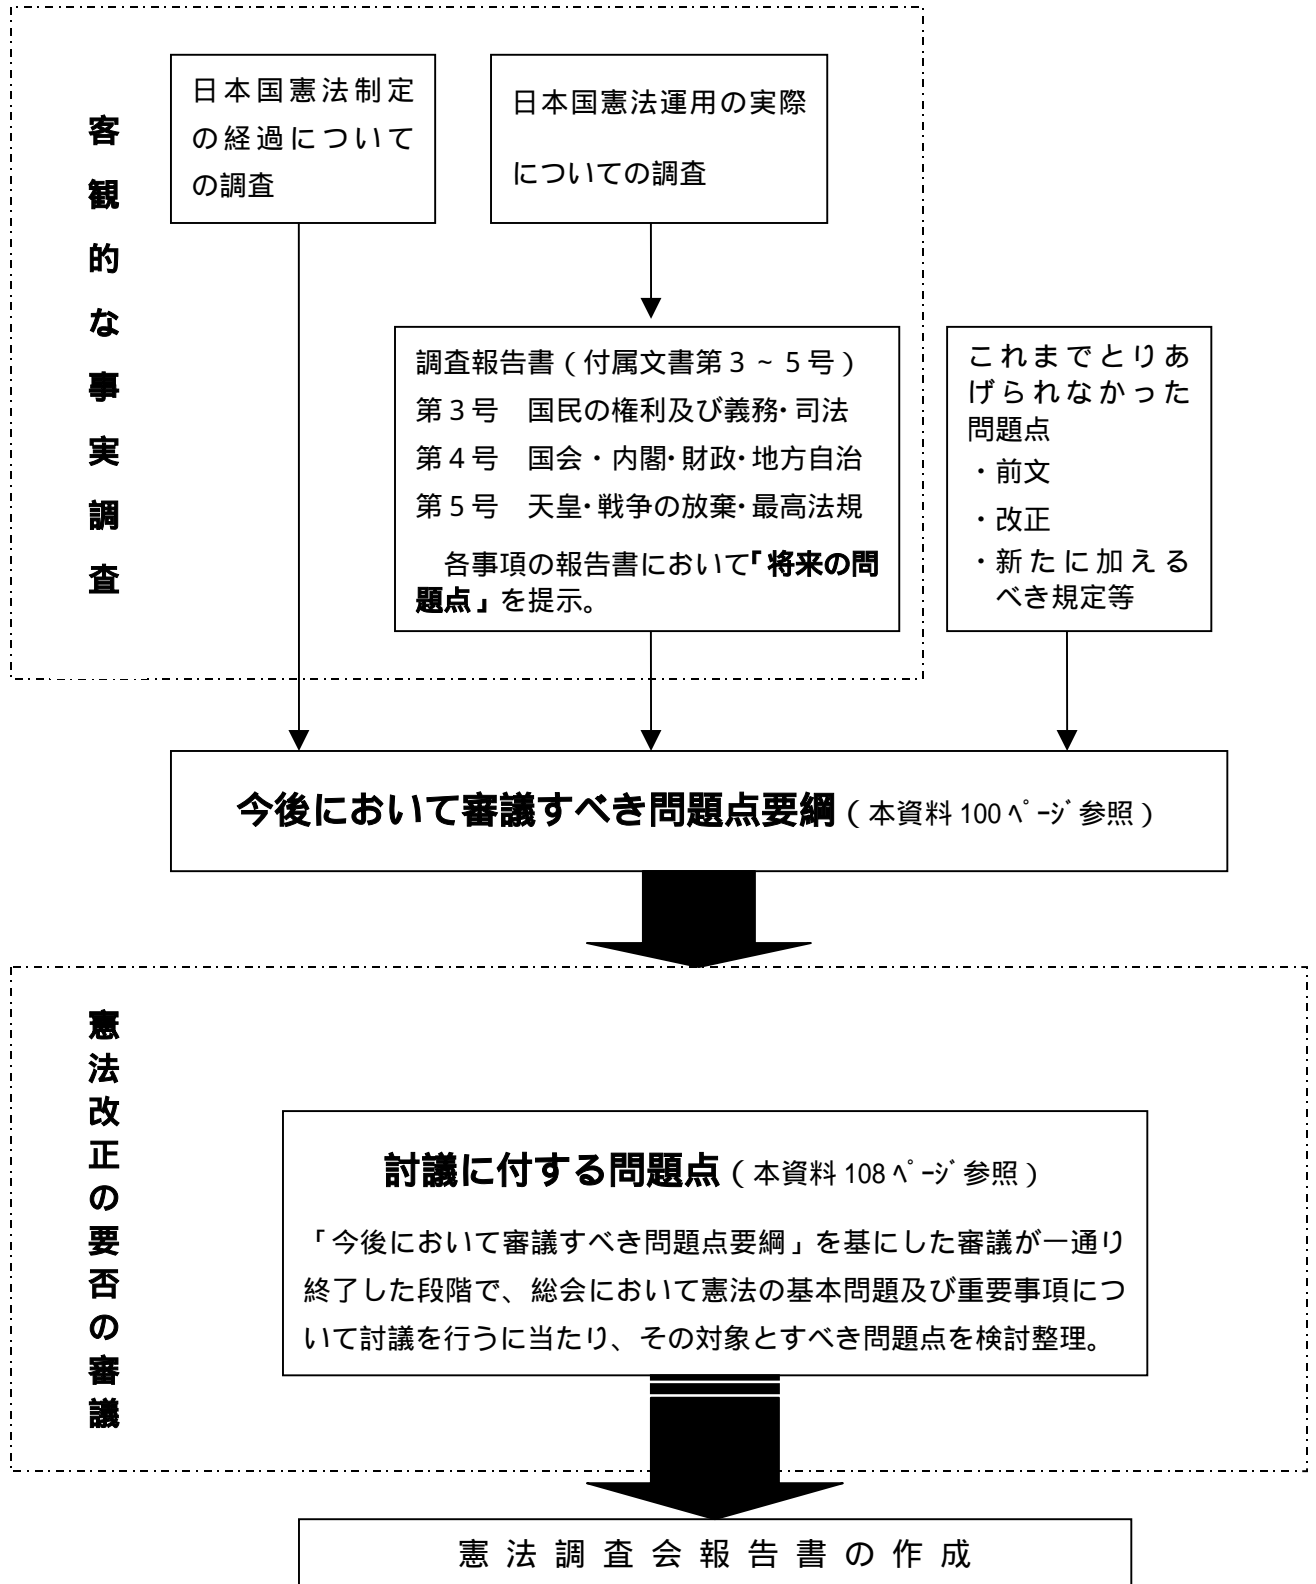 客観的な事実調査
日本国憲法制定
の経過について
の調査
日本国憲法運用の実際
についての調査
調査報告書（付属文書第３～５号）
第３号　国民の権利及び義務・司法
第４号　国会・内閣・財政・地方自治
第５号　天皇・戦争の放棄・最高法規
各事項の報告書において「将来の問
題点」を提示。
これまでとりあ
げられなかった
問題点
・前文
・改正
・新たに加える
べき規定等
今後において審議すべき問題点要綱（本資料 100 ﾍﾟｰｼﾞ参照）
憲法改正の要否の審議
討議に付する問題点（本資料 108 ﾍﾟｰｼﾞ参照）
「今後において審議すべき問題点要綱」を基にした審議が一通り
終了した段階で、総会において憲法の基本問題及び重要事項につ
いて討議を行うに当たり、その対象とすべき問題点を検討整理。
憲法調査会報告書の作成